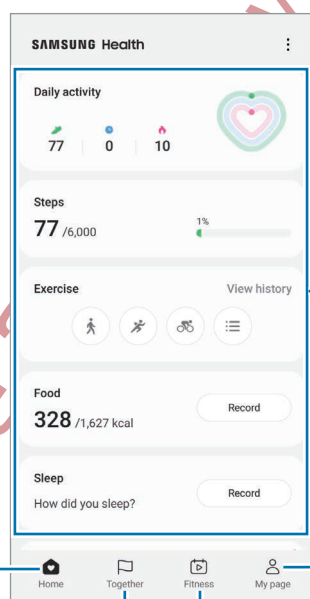 SAMSUNG Health
Daily activity
77 0 10
Steps
77 /6,000 1%
Exercise View history
Food
328 /1,627 kcal Record
Sleep
How did you sleep? Record
Home Together Fitness My page